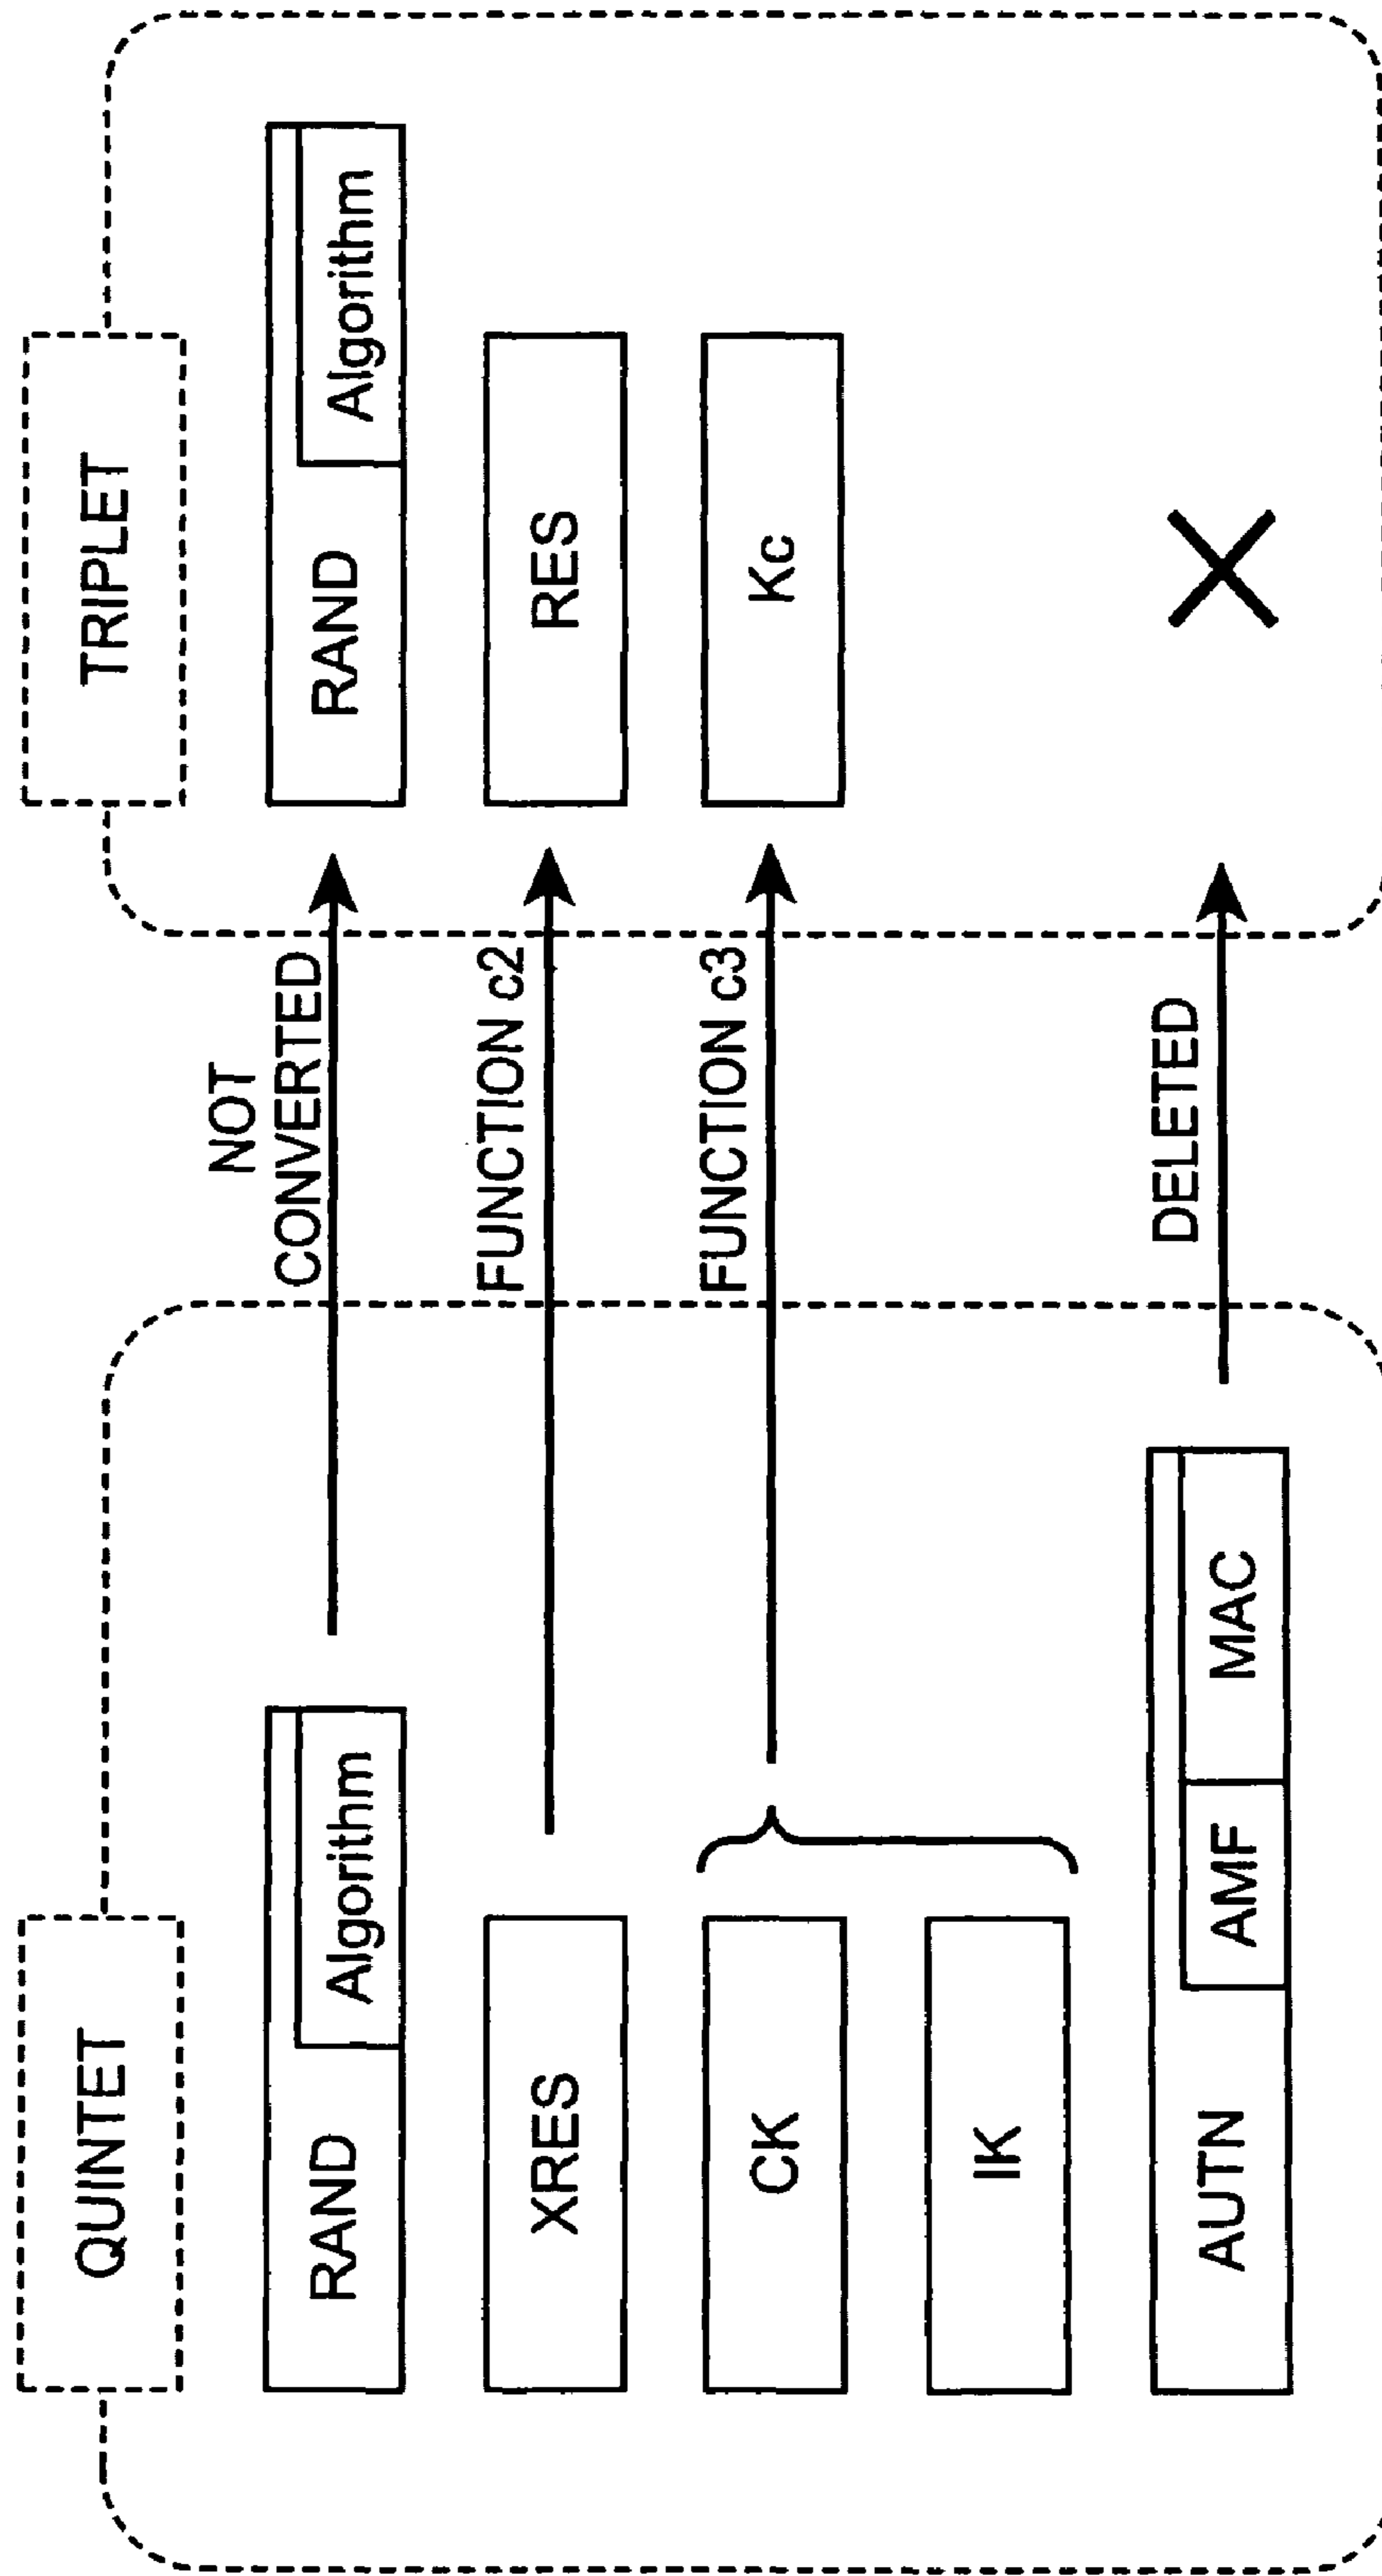 QUINTET
RAND
Algorithm
XRES
CK
IK
AUTN
AMF
MAC
NOT
CONVERTED
FUNCTION c2
FUNCTION c3
DELETED
TRIPLET
RAND
Algorithm
RES
Kc